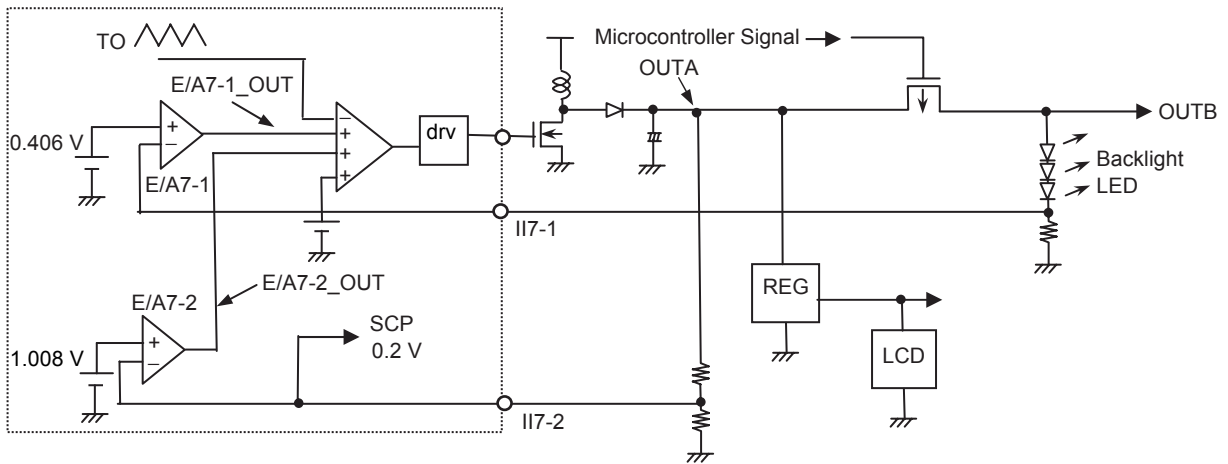 TO
Microcontroller Signal
OUTA
E/A7-1_OUT
drv
OUTB
0.406 V
+
−
−
+
+
+
E/A7-1
Backlight
LED
II7-1
E/A7-2
E/A7-2_OUT
REG
SCP
0.2 V
1.008 V
+
−
LCD
II7-2